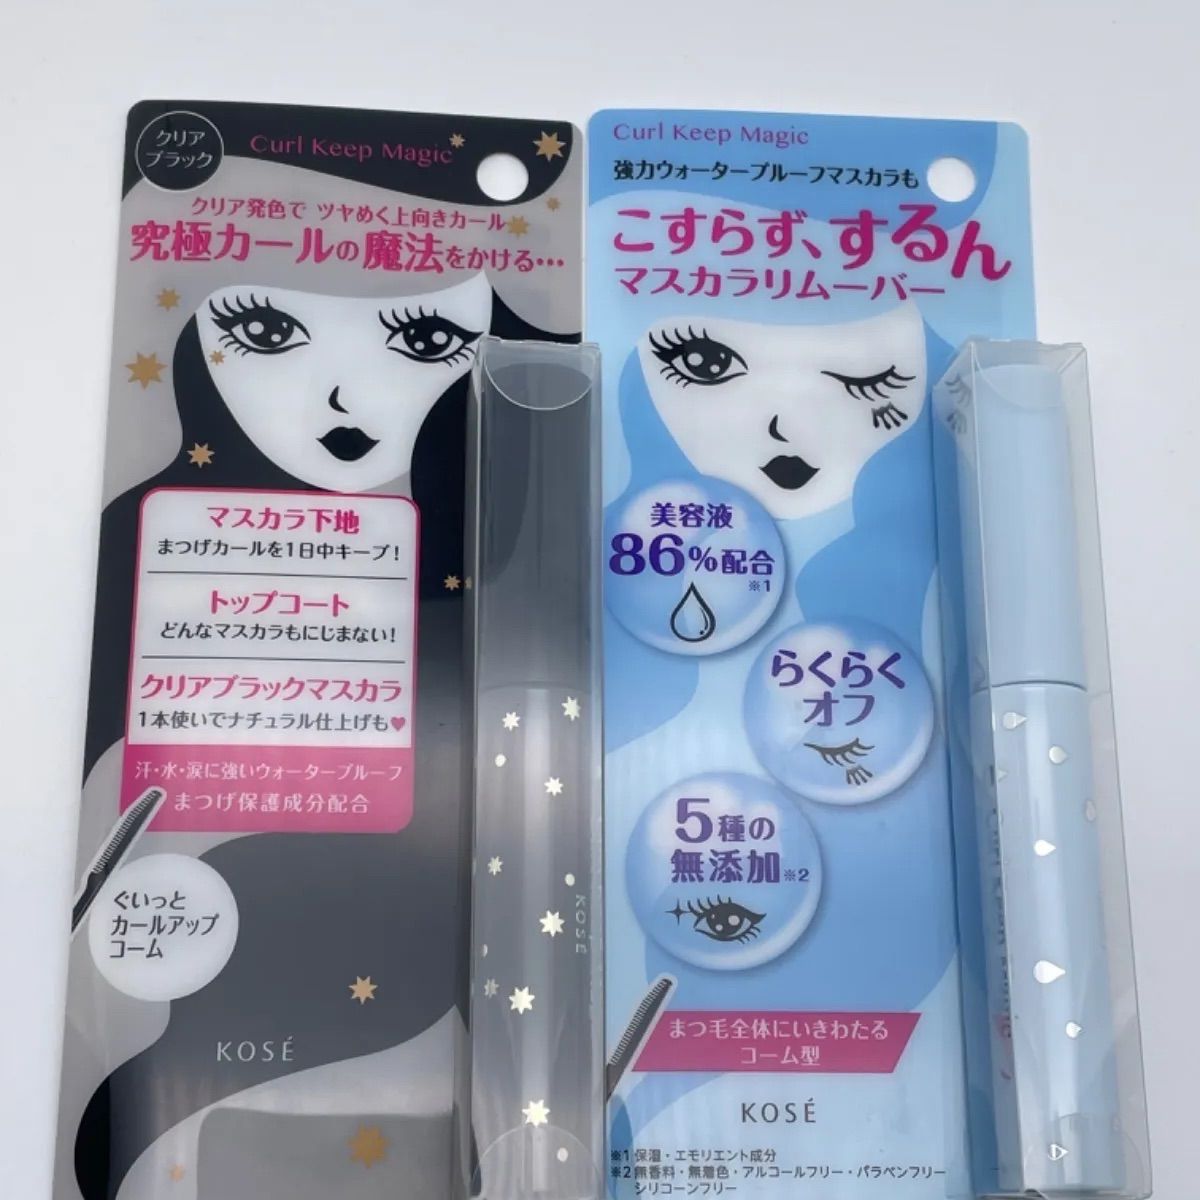 クリア
ブラック
Curl Keep Magic
クリア発色で ツヤめく上向きカール
究極カールの魔法をかける…
マスカラ下地
まつげカールを1日中キープ!
トップコート
どんなマスカラもにじまない!
クリアブラックマスカラ
1本使いでナチュラル仕上げも♥
汗・水・涙に強いウォータープルーフ
まつげ保護成分配合
ぐいっと
カールアップ
コーム
KOSÉ
KOSÉ
Curl Keep Magic
強力ウォータープルーフマスカラも
こすらず、するん
マスカラリムーバー
美容液
86%配合
※1
らくらく
オフ
5種の
無添加※2
まつ毛全体にいきわたる
コーム型
KOSÉ
※1 保湿・エモリエント成分
※2 無香料・無着色・アルコールフリー・パラベンフリー
シリコーンフリー